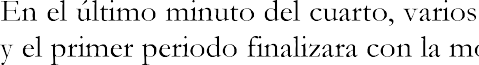 En el último minuto del cuarto, varios
y el primer periodo finalizara con la